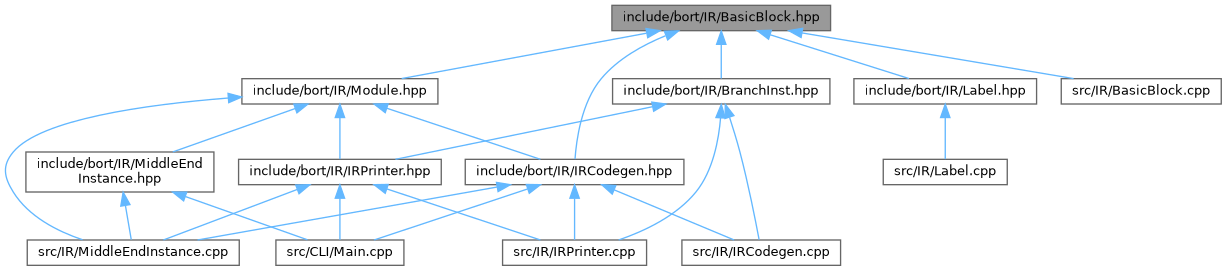 include/bort/IR/BasicBlock.hpp
include/bort/IR/Module.hpp
include/bort/IR/BranchInst.hpp
include/bort/IR/Label.hpp
src/IR/BasicBlock.cpp
include/bort/IR/MiddleEnd
Instance.hpp
include/bort/IR/IRPrinter.hpp
include/bort/IR/IRCodegen.hpp
src/IR/Label.cpp
src/IR/MiddleEndInstance.cpp
src/CLI/Main.cpp
src/IR/IRPrinter.cpp
src/IR/IRCodegen.cpp